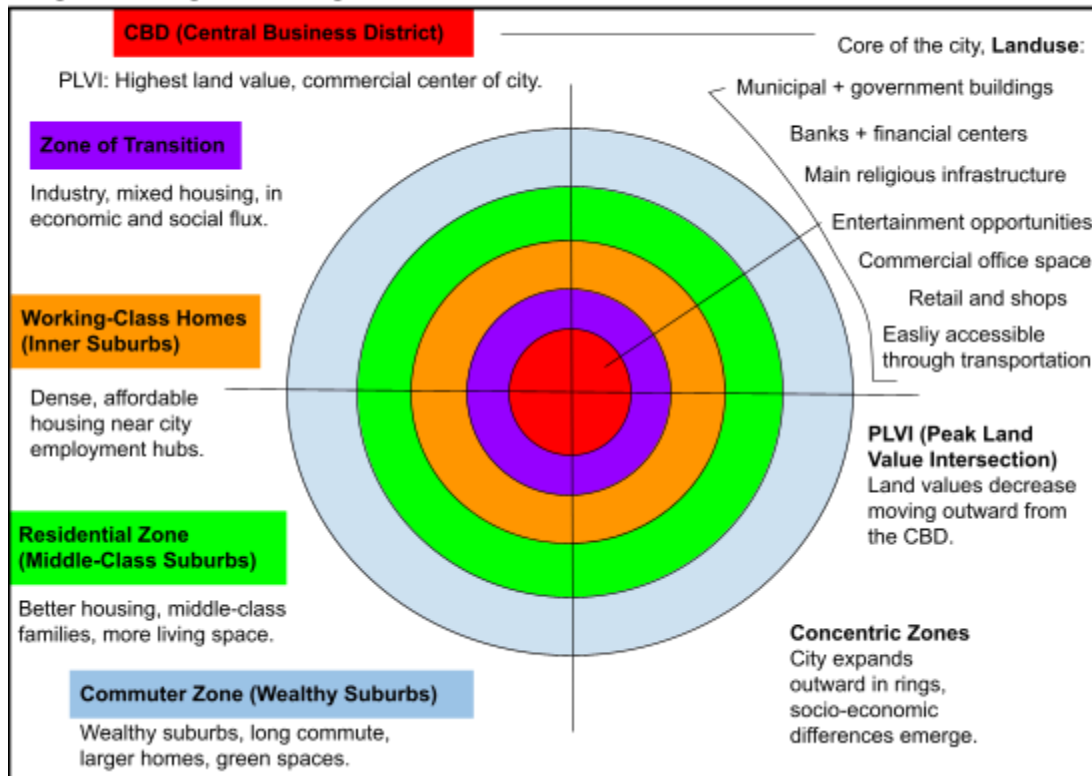 CBD (Central Business District)
PLVI: Highest land value, commercial center of city.
Zone of Transition
Industry, mixed housing, in
economic and social flux.
Working-Class Homes
(Inner Suburbs)
Dense, affordable
housing near city
employment hubs.
Residential Zone
(Middle-Class Suburbs)
Better housing, middle-class
families, more living space.
Commuter Zone (Wealthy Suburbs)
Wealthy suburbs, long commute,
larger homes, green spaces.
Core of the city, Landuse:
Municipal + government buildings
Banks + financial centers
Main religious infrastructure
Entertainment opportunities
Commercial office space
Retail and shops
Easliy accessible
through transportation
PLVI (Peak Land
Value Intersection)
Land values decrease
moving outward from
the CBD.
Concentric Zones
City expands
outward in rings,
socio-economic
differences emerge.